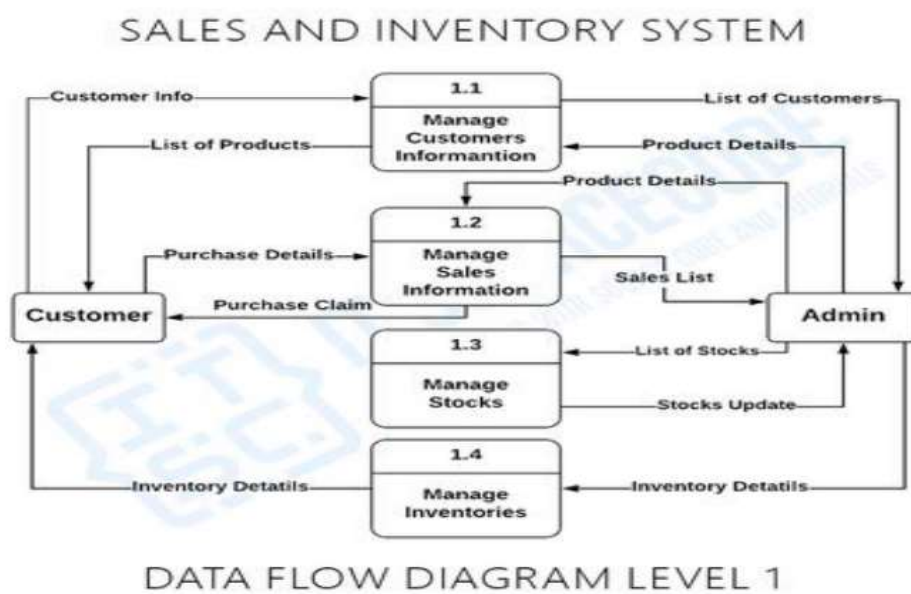 SALES AND INVENTORY SYSTEM
Customer Info
1.1
List of Customers
Manage
Customers
Informantion
List of Products
Product Details
Product Details
1.2
Manage
Sales
Information
Purchase Details
Sales List
Purchase Claim
Customer
Admin
1.3
List of Stocks
Manage
Stocks
Stocks Update
1.4
Inventory Detatils
Manage
Inventories
Inventory Detatils
DATA FLOW DIAGRAM LEVEL 1